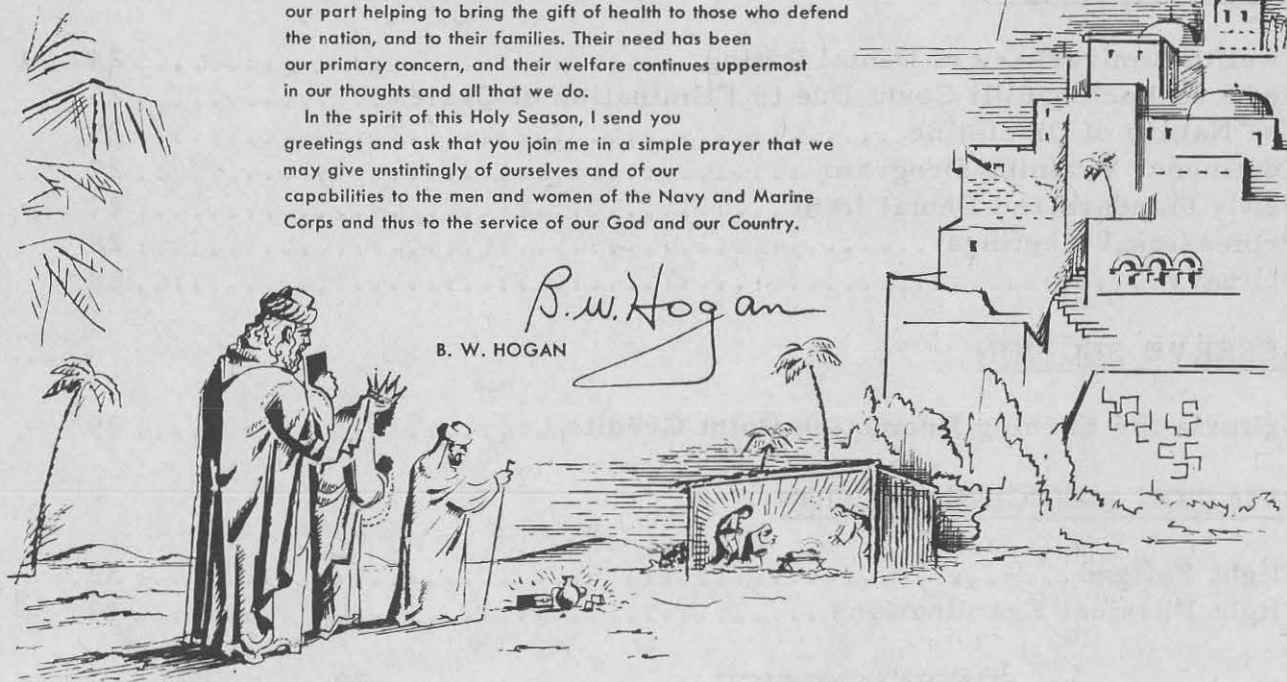 our part helping to bring the gift of health to those who defend
the nation, and to their families. Their need has been
our primary concern, and their welfare continues uppermost
in our thoughts and all that we do.
In the spirit of this Holy Season, I send you
greetings and ask that you join me in a simple prayer that we
may give unstintingly of ourselves and of our
capabilities to the men and women of the Navy and Marine
Corps and thus to the service of our God and our Country.
B. W. Hogan
B. W. HOGAN